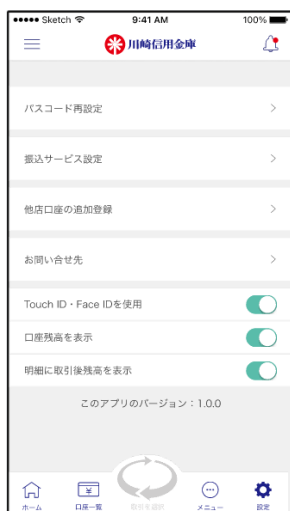 Sketch 9:41 AM 100%
川崎信用金庫
パスコード再設定
振込サービス設定
他店口座の追加登録
お問い合せ先
Touch ID・Face IDを使用
口座残高を表示
明細に取引後残高を表示
このアプリのバージョン：1.0.0
ホーム 口座一覧 取引を選択 メニュー 設定